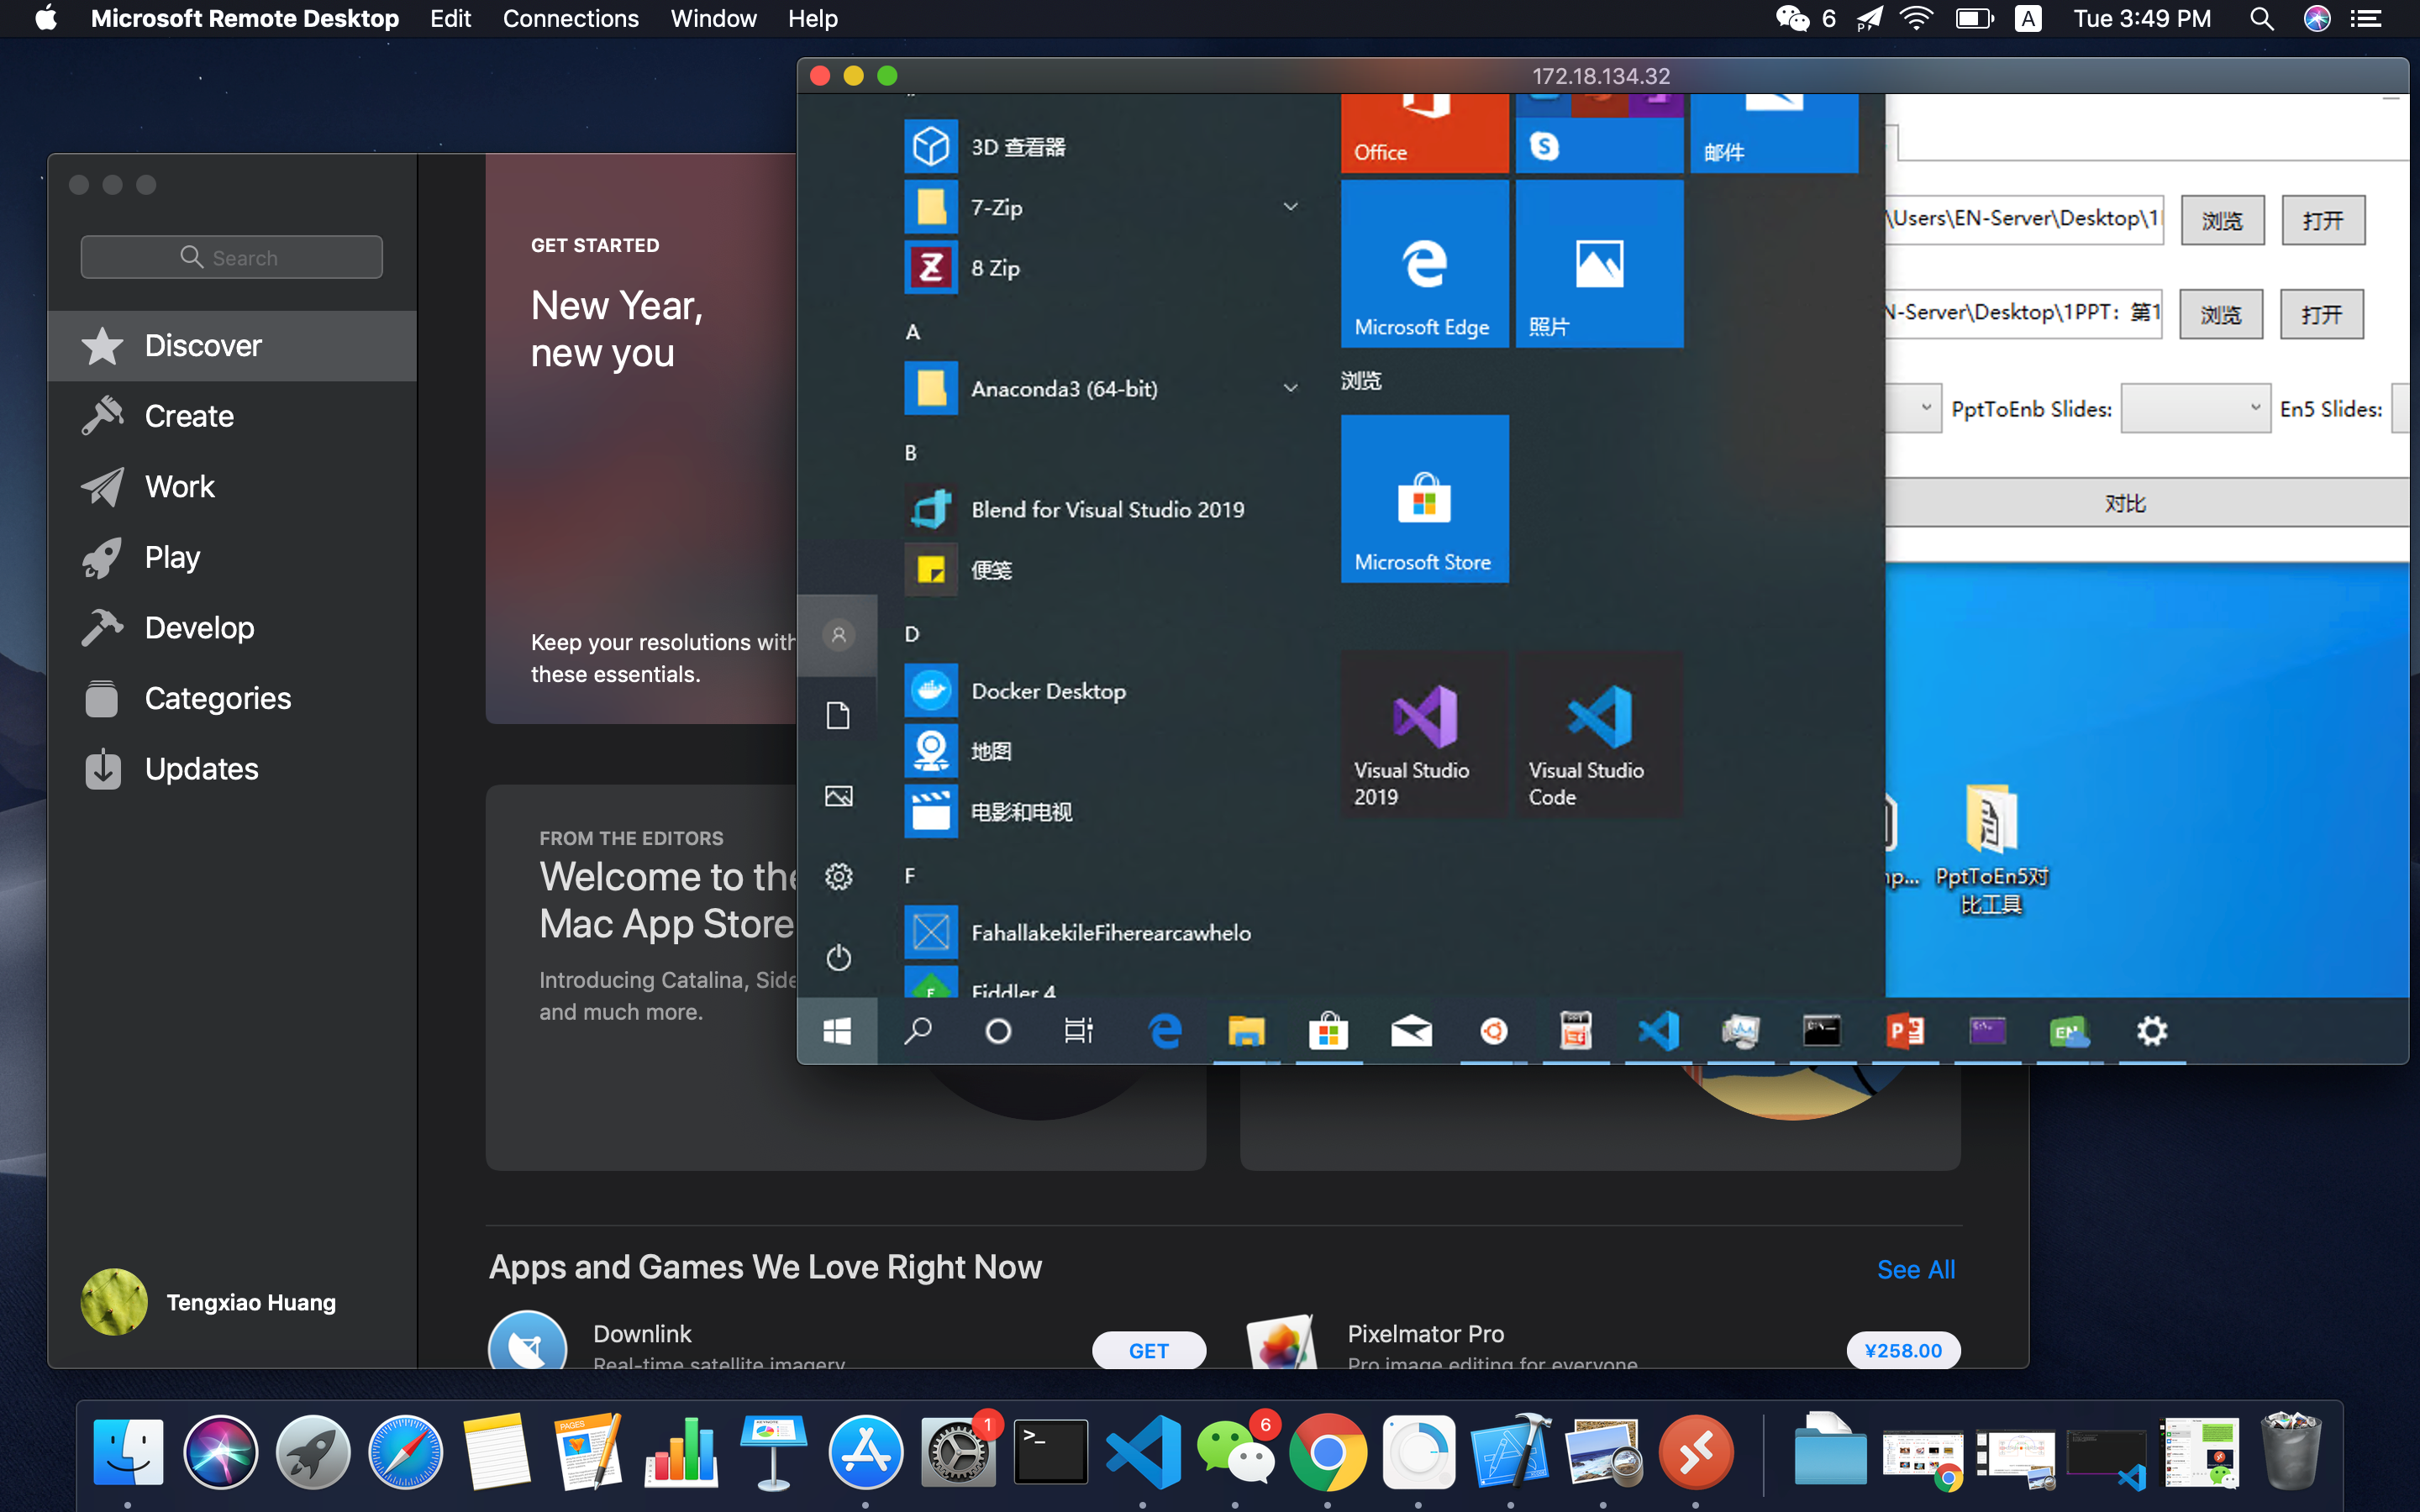 Microsoft Remote Desktop Edit Connections Window Help
6 A Tue 3:49 PM
Search
Discover
Create
Work
Play
Develop
Categories
Updates
Tengxiao Huang
GET STARTED
New Year,
new you
Keep your resolutions with
these essentials.
FROM THE EDITORS
Welcome to the
Mac App Store
Introducing Catalina, Side
and much more.
Apps and Games We Love Right Now
See All
Downlink
Real-time satellite imagery
GET
Pixelmator Pro
Pro image editing for everyone
¥258.00
172.18.134.32
3D 查看器
7-Zip
8 Zip
A
Anaconda3 (64-bit)
B
Blend for Visual Studio 2019
便笺
D
Docker Desktop
地图
电影和电视
F
FahallakekileFiherearcawhelo
Fiddler 4
Office
邮件
Microsoft Edge
照片
浏览
Microsoft Store
Visual Studio
2019
Visual Studio
Code
\Users\EN-Server\Desktop\1
浏览
打开
N-Server\Desktop\1PPT：第1
浏览
打开
PptToEnb Slides:
En5 Slides:
对比
PptToEn5对
比工具
1
6